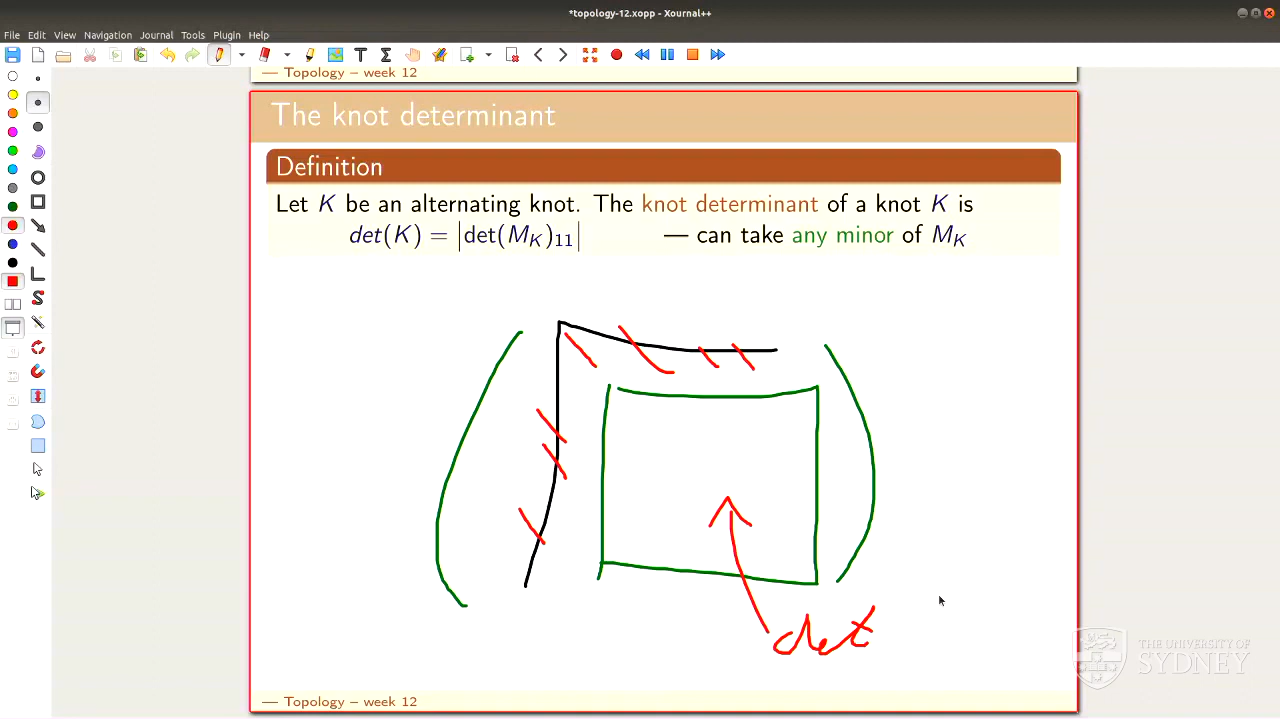 *topology-12.xopp - Xournal++
File Edit View Navigation Journal Tools Plugin Help
— Topology – week 12
The knot determinant
Definition
Let K be an alternating knot. The knot determinant of a knot K is
det(K) = |det(M_K)_11| — can take any minor of M_K
det
THE UNIVERSITY OF
SYDNEY
— Topology – week 12